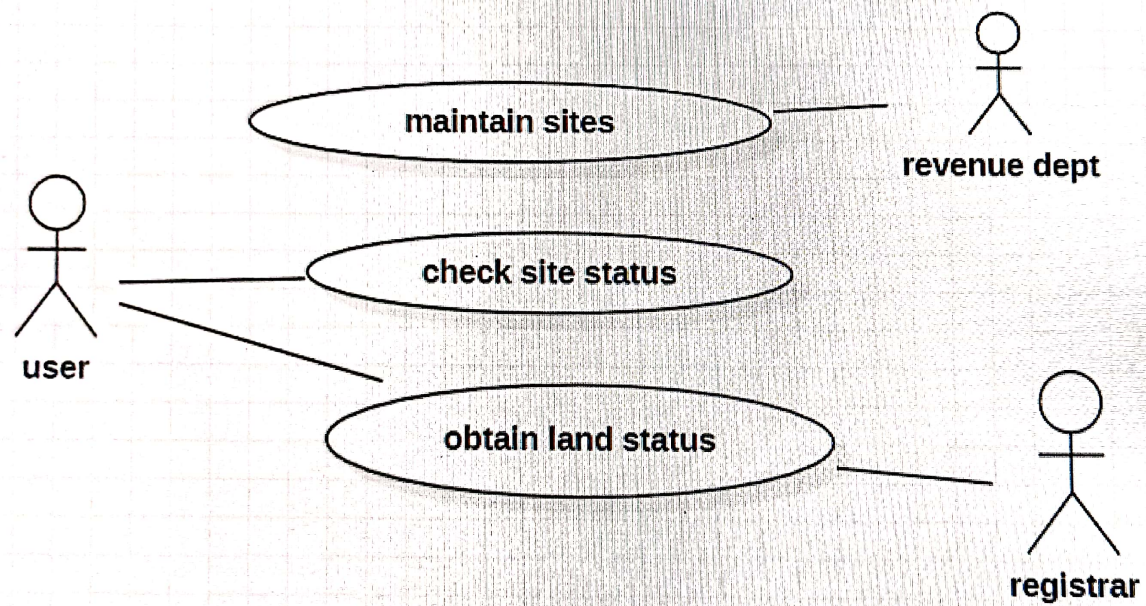 maintain sites
revenue dept
check site status
user
obtain land status
registrar